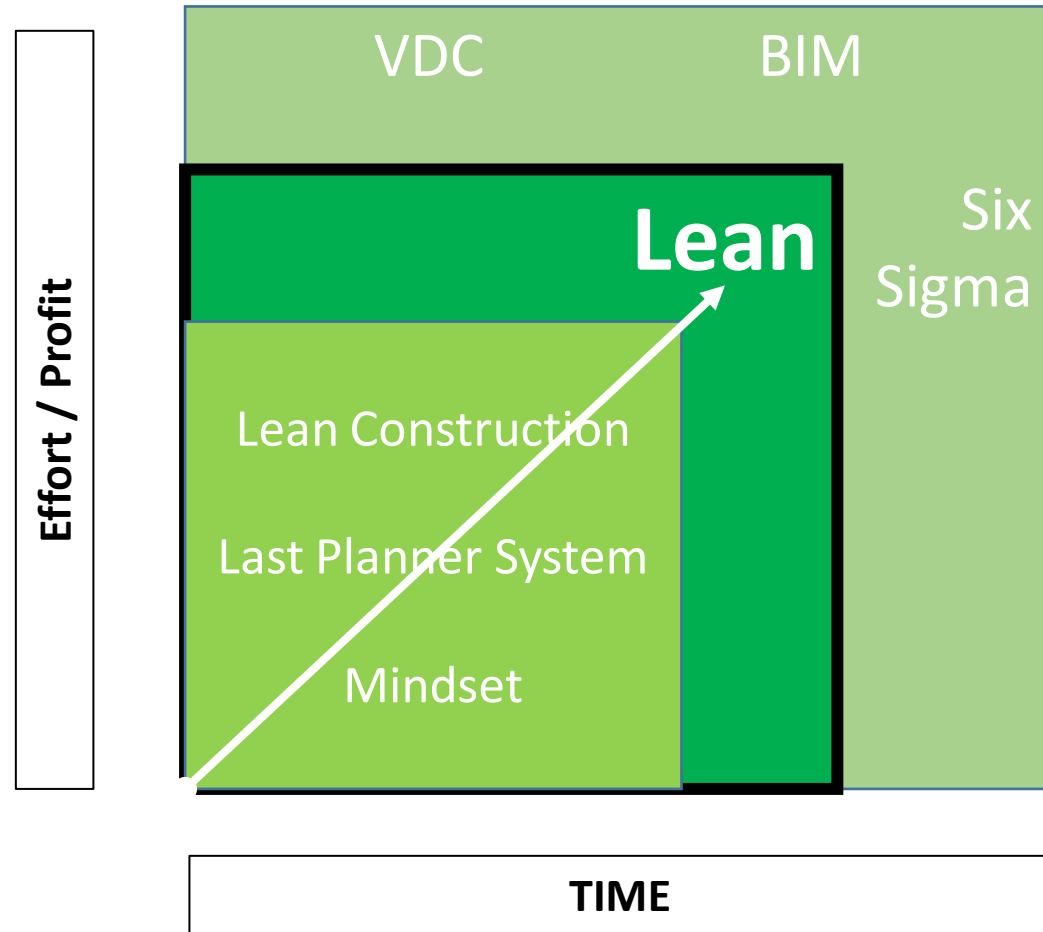 VDC
BIM
Six
Sigma
Lean
Effort / Profit
Lean Construction
Last Planner System
Mindset
TIME